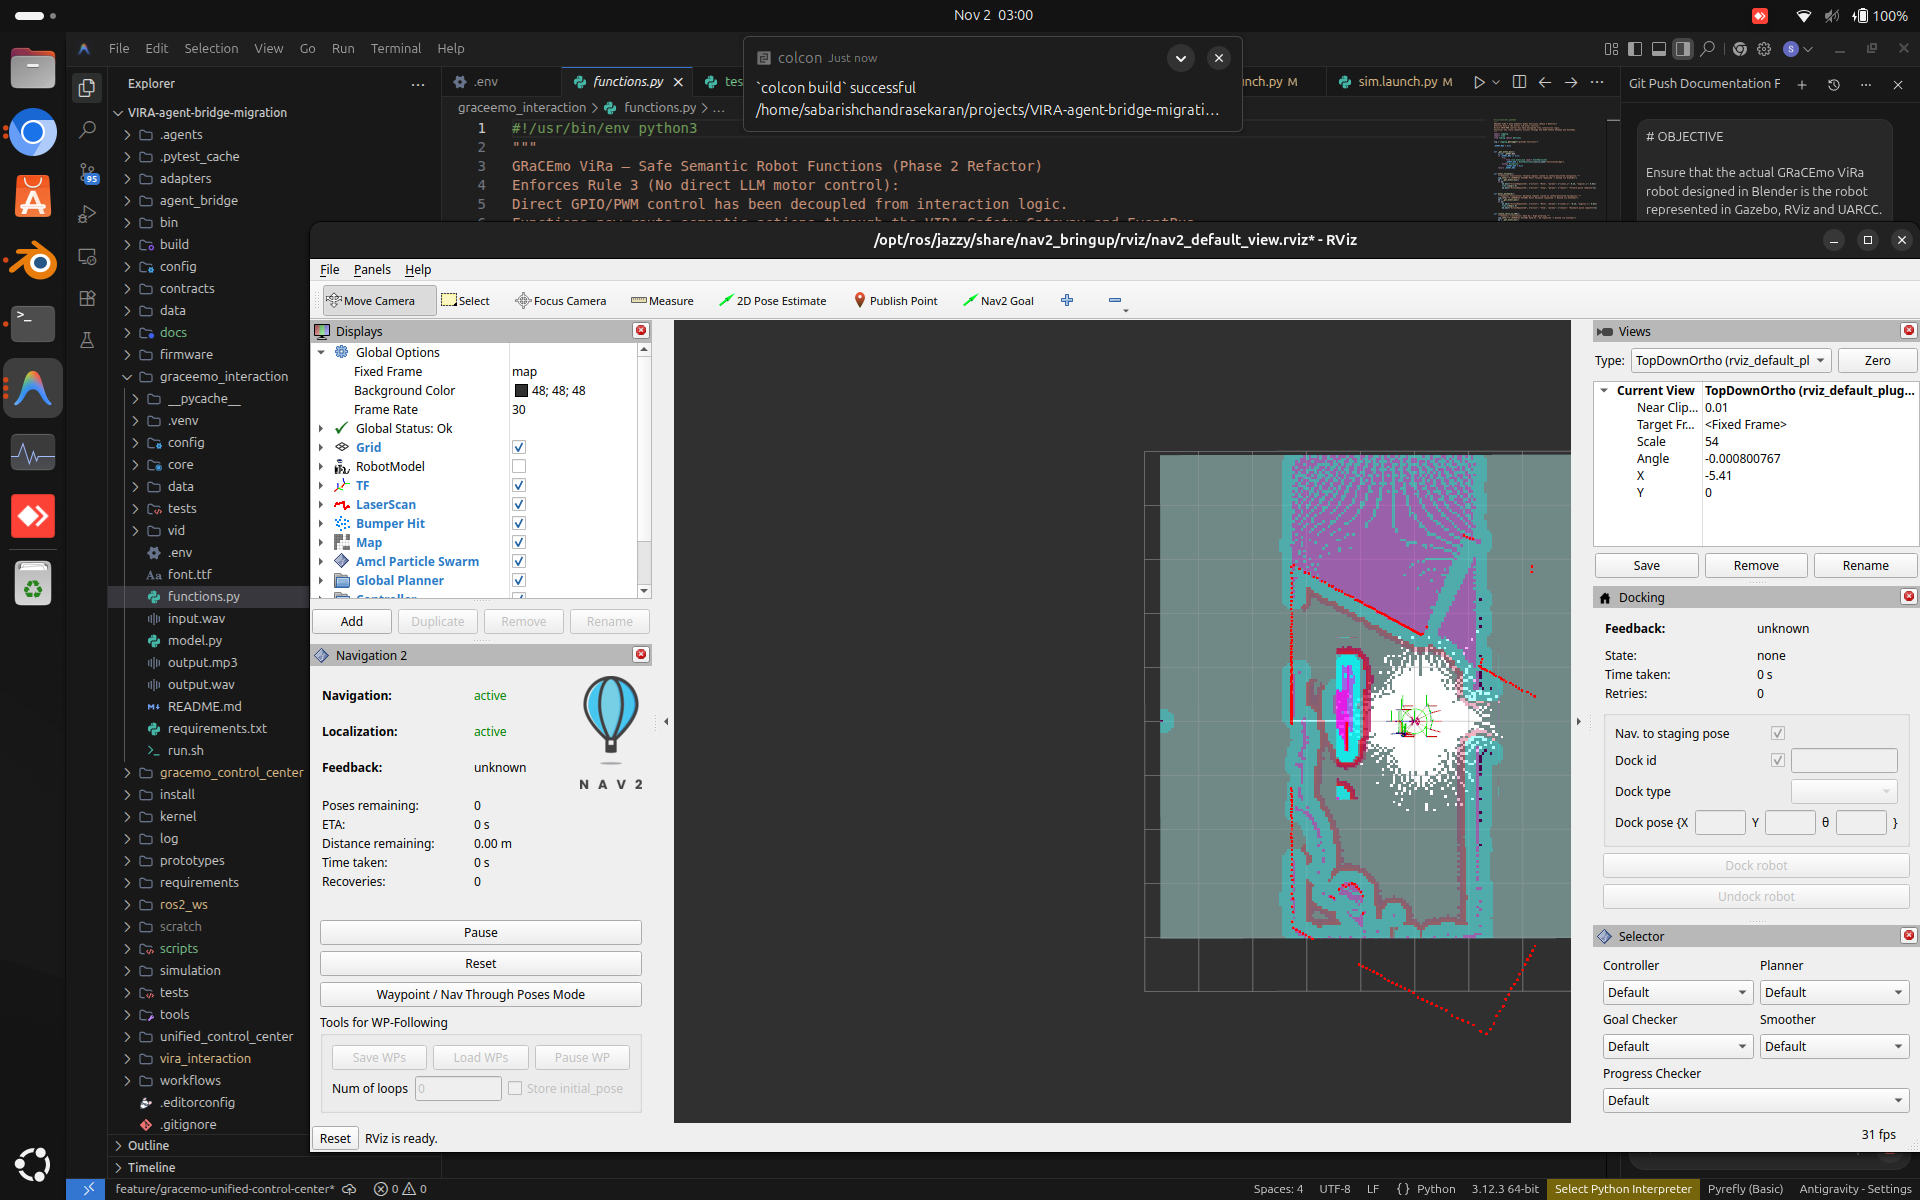 Nov 2  03:00
100%
File Edit Selection View Go Run Terminal Help
colcon Just now
`colcon build` successful
/home/sabarishchandrasekaran/projects/VIRA-agent-bridge-migrati...
Explorer
VIRA-AGENT-bridge-migration
.agents
.pytest_cache
adapters
agent_bridge
bin
build
config
contracts
data
docs
firmware
graceemo_interaction
__pycache__
.venv
config
core
data
tests
vid
.env
font.ttf
functions.py
input.wav
model.py
output.mp3
output.wav
README.md
requirements.txt
run.sh
gracemo_control_center
install
kernel
log
prototypes
requirements
ros2_ws
scratch
scripts
simulation
tests
tools
unified_control_center
vira_interaction
workflows
.editorconfig
.gitignore
Outline
Timeline
95
.env
functions.py
tes
nch.py M
sim.launch.py M
graceemo_interaction > functions.py > ...
1 #!/usr/bin/env python3
2 """
3 GRaCEmo ViRa — Safe Semantic Robot Functions (Phase 2 Refactor)
4 Enforces Rule 3 (No direct LLM motor control):
5 Direct GPIO/PWM control has been decoupled from interaction logic.
Git Push Documentation F
# OBJECTIVE
Ensure that the actual GRaCEmo ViRa
robot designed in Blender is the robot
represented in Gazebo, RViz and UARCC.
/opt/ros/jazzy/share/nav2_bringup/rviz/nav2_default_view.rviz* - RViz
File Panels Help
Move Camera Select Focus Camera Measure 2D Pose Estimate Publish Point Nav2 Goal
Displays
Global Options
Fixed Frame map
Background Color 48; 48; 48
Frame Rate 30
Global Status: Ok
Grid
RobotModel
TF
LaserScan
Bumper Hit
Map
Amcl Particle Swarm
Global Planner
Add Duplicate Remove Rename
Navigation 2
Navigation: active
Localization: active
Feedback: unknown
NAV2
Poses remaining: 0
ETA: 0 s
Distance remaining: 0.00 m
Time taken: 0 s
Recoveries: 0
Pause
Reset
Waypoint / Nav Through Poses Mode
Tools for WP-Following
Save WPs Load WPs Pause WP
Num of loops 0 Store initial_pose
Reset RViz is ready.
Views
Type: TopDownOrtho (rviz_default_pl Zero
Current View TopDownOrtho (rviz_default_plug...
Near Clip... 0.01
Target Fr... <Fixed Frame>
Scale 54
Angle -0.000800767
X -5.41
Y 0
Save Remove Rename
Docking
Feedback: unknown
State: none
Time taken: 0 s
Retries: 0
Nav. to staging pose
Dock id
Dock type
Dock pose {X Y θ }
Dock robot
Undock robot
Selector
Controller Planner
Default Default
Goal Checker Smoother
Default Default
Progress Checker
Default
31 fps
feature/gracemo-unified-control-center* 0 0
Spaces: 4 UTF-8 LF {} Python 3.12.3 64-bit Select Python Interpreter Pyrefly (Basic) Antigravity - Settings